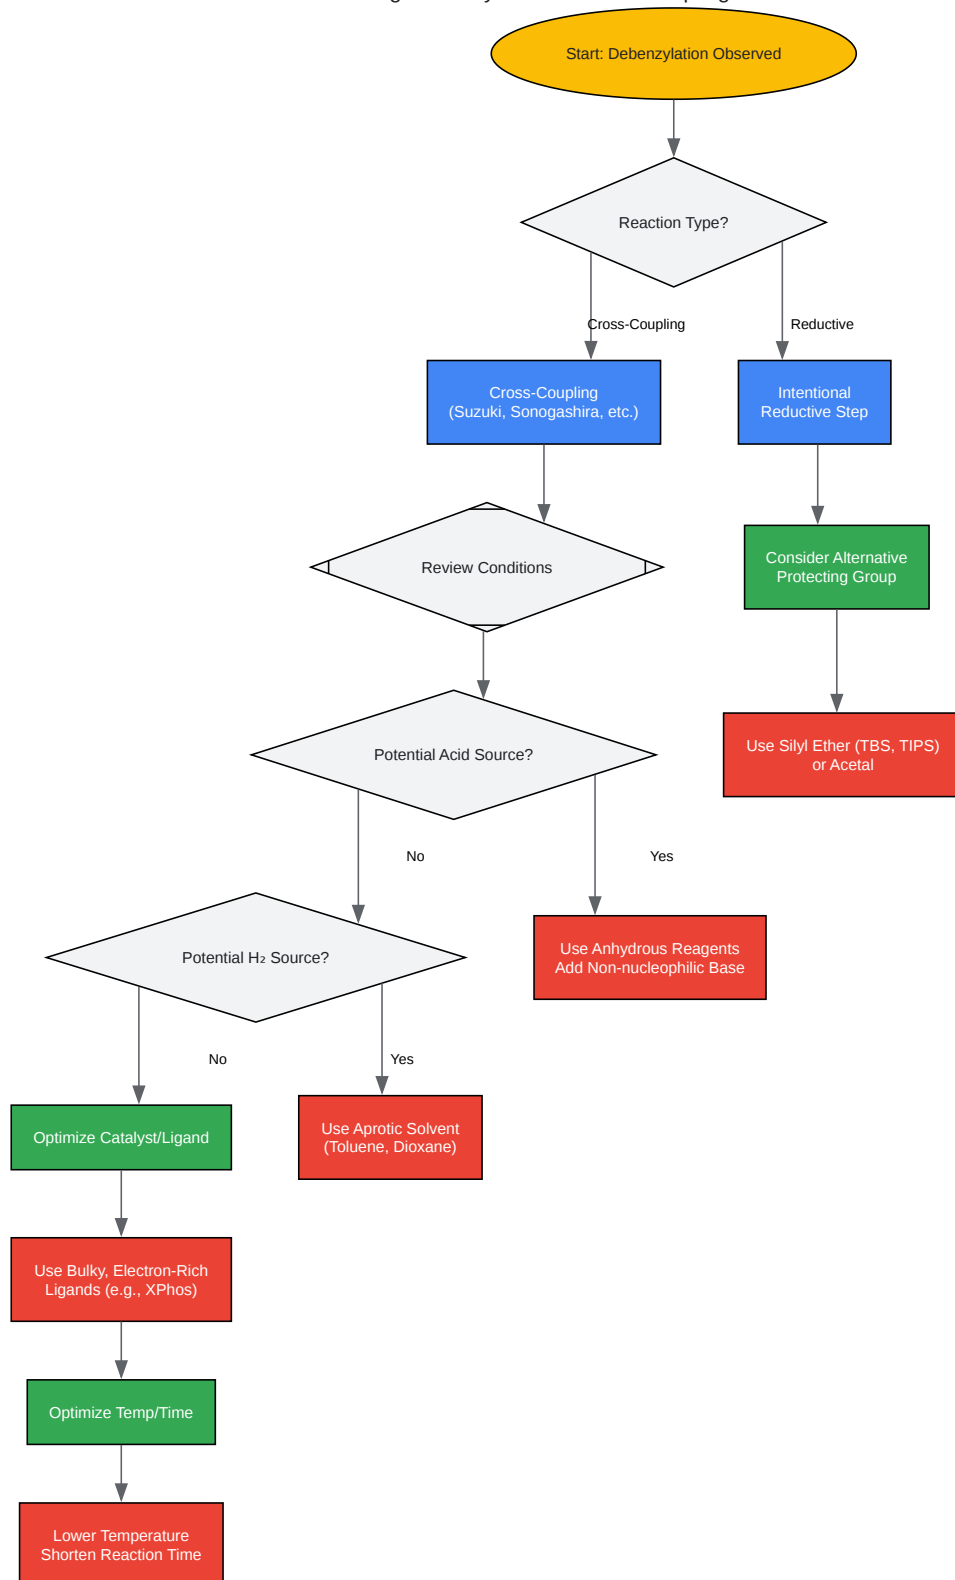 Start: Debenzylation Observed
Reaction Type?
Cross-Coupling
Reductive
Cross-Coupling
(Suzuki, Sonogashira, etc.)
Intentional
Reductive Step
Review Conditions
Consider Alternative
Protecting Group
Potential Acid Source?
Use Silyl Ether (TBS, TIPS)
or Acetal
No
Yes
Potential H₂ Source?
Use Anhydrous Reagents
Add Non-nucleophilic Base
No
Yes
Optimize Catalyst/Ligand
Use Aprotic Solvent
(Toluene, Dioxane)
Use Bulky, Electron-Rich
Ligands (e.g., XPhos)
Optimize Temp/Time
Lower Temperature
Shorten Reaction Time